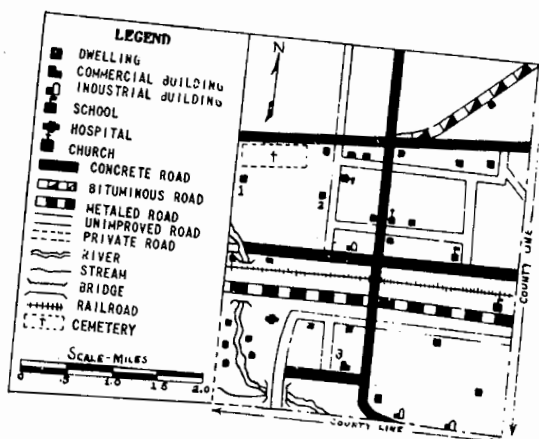 LEGEND
DWELLING
COMMERCIAL BUILDING
INDUSTRIAL BUILDING
SCHOOL
HOSPITAL
CHURCH
CONCRETE ROAD
BITUMINOUS ROAD
METALED ROAD
UNIMPROVED ROAD
PRIVATE ROAD
RIVER
STREAM
BRIDGE
RAILROAD
CEMETERY
SCALE-MILES
0 .5 1.0 1.5 2.0
N
1
2
3
COUNTY LINE
COUNTY LINE